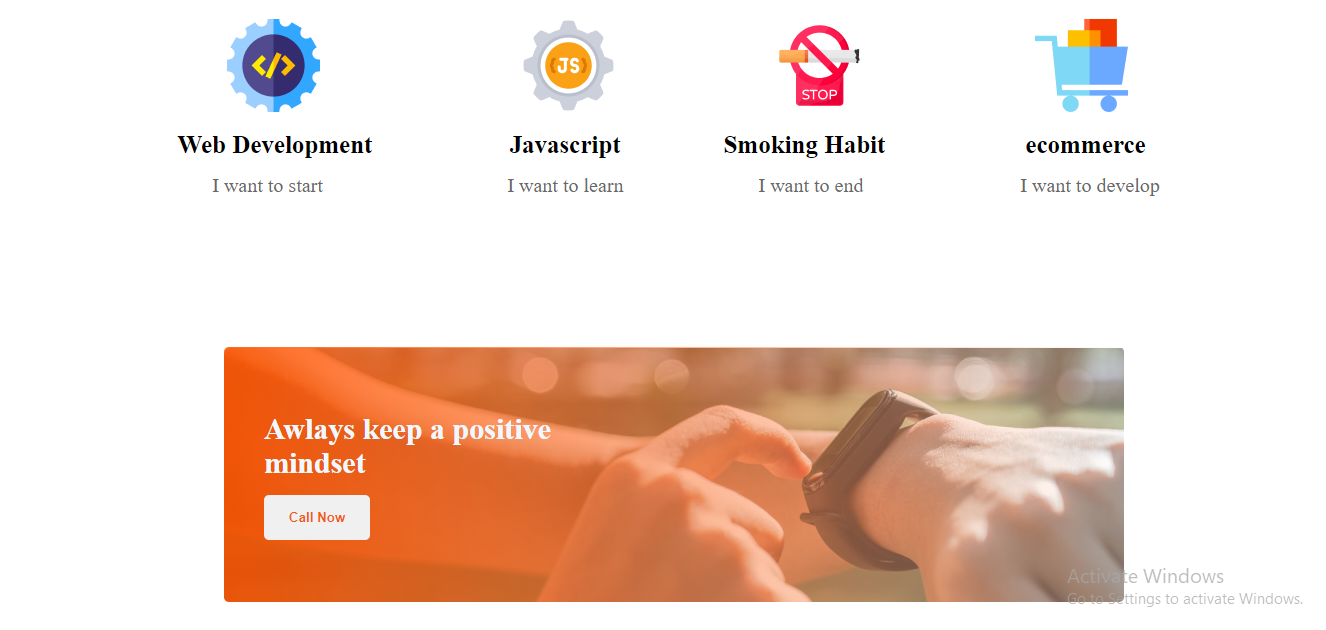 </>
JS
STOP
Web Development
Javascript
Smoking Habit
ecommerce
I want to start
I want to learn
I want to end
I want to develop
Awlays keep a positive
mindset
Call Now
Activate Windows
Go to Settings to activate Windows.